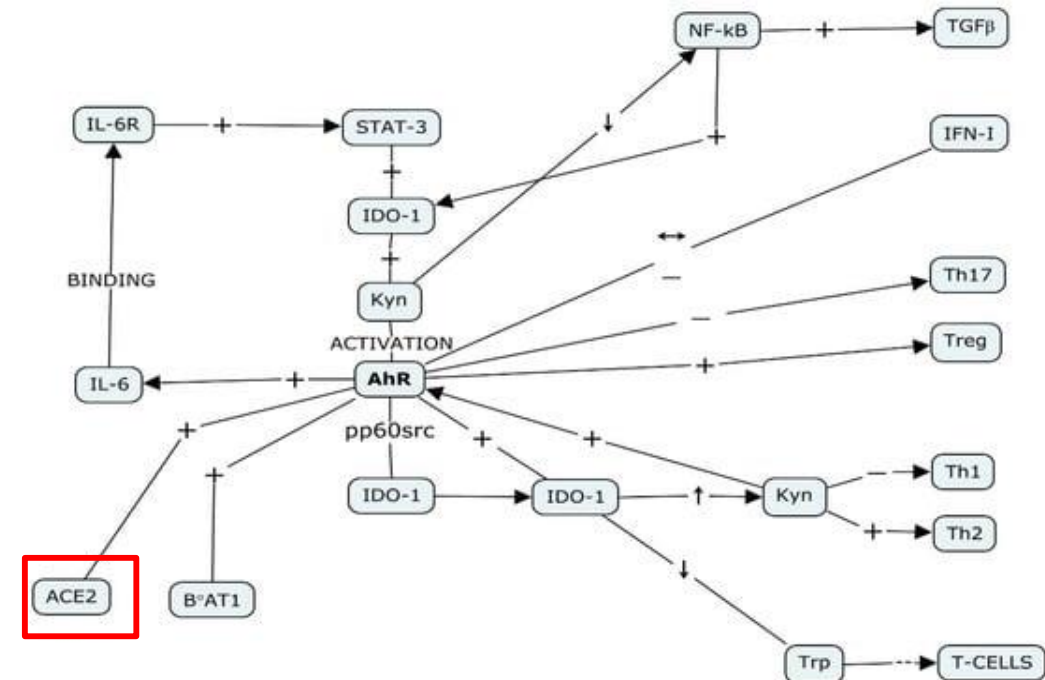 NF-kB + TGFβ
IL-6R + STAT-3 ↓ + IFN-I
+
IDO-1
+ ↔
BINDING — Th17
Kyn —
ACTIVATION Treg
IL-6 + AhR +
+ pp60src + +
+ Th1
IDO-1 IDO-1 ↑ Kyn —
+ Th2
↓
ACE2 B°AT1
Trp T-CELLS